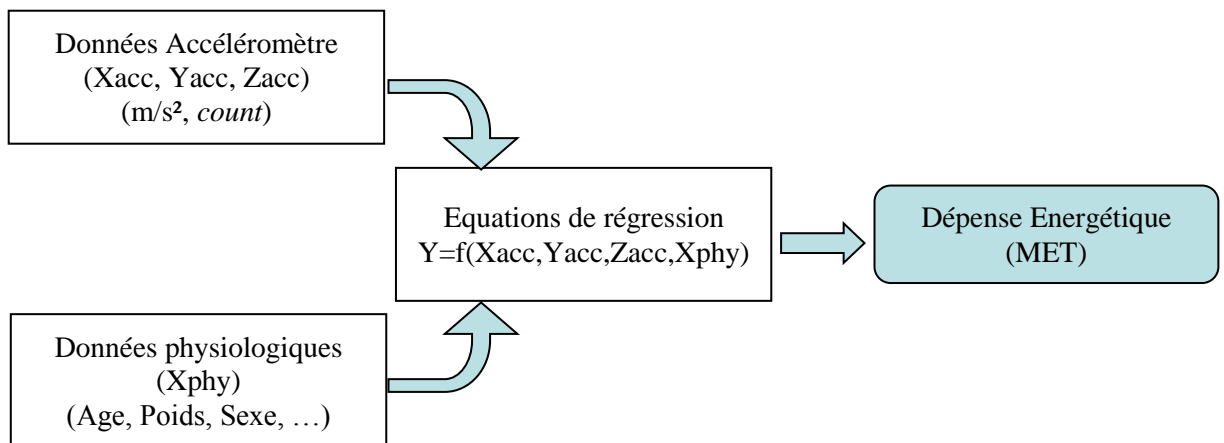 Données Accéléromètre
(Xacc, Yacc, Zacc)
(m/s², count)
Equations de régression
Y=f(Xacc,Yacc,Zacc,Xphy)
Dépense Energétique
(MET)
Données physiologiques
(Xphy)
(Age, Poids, Sexe, …)